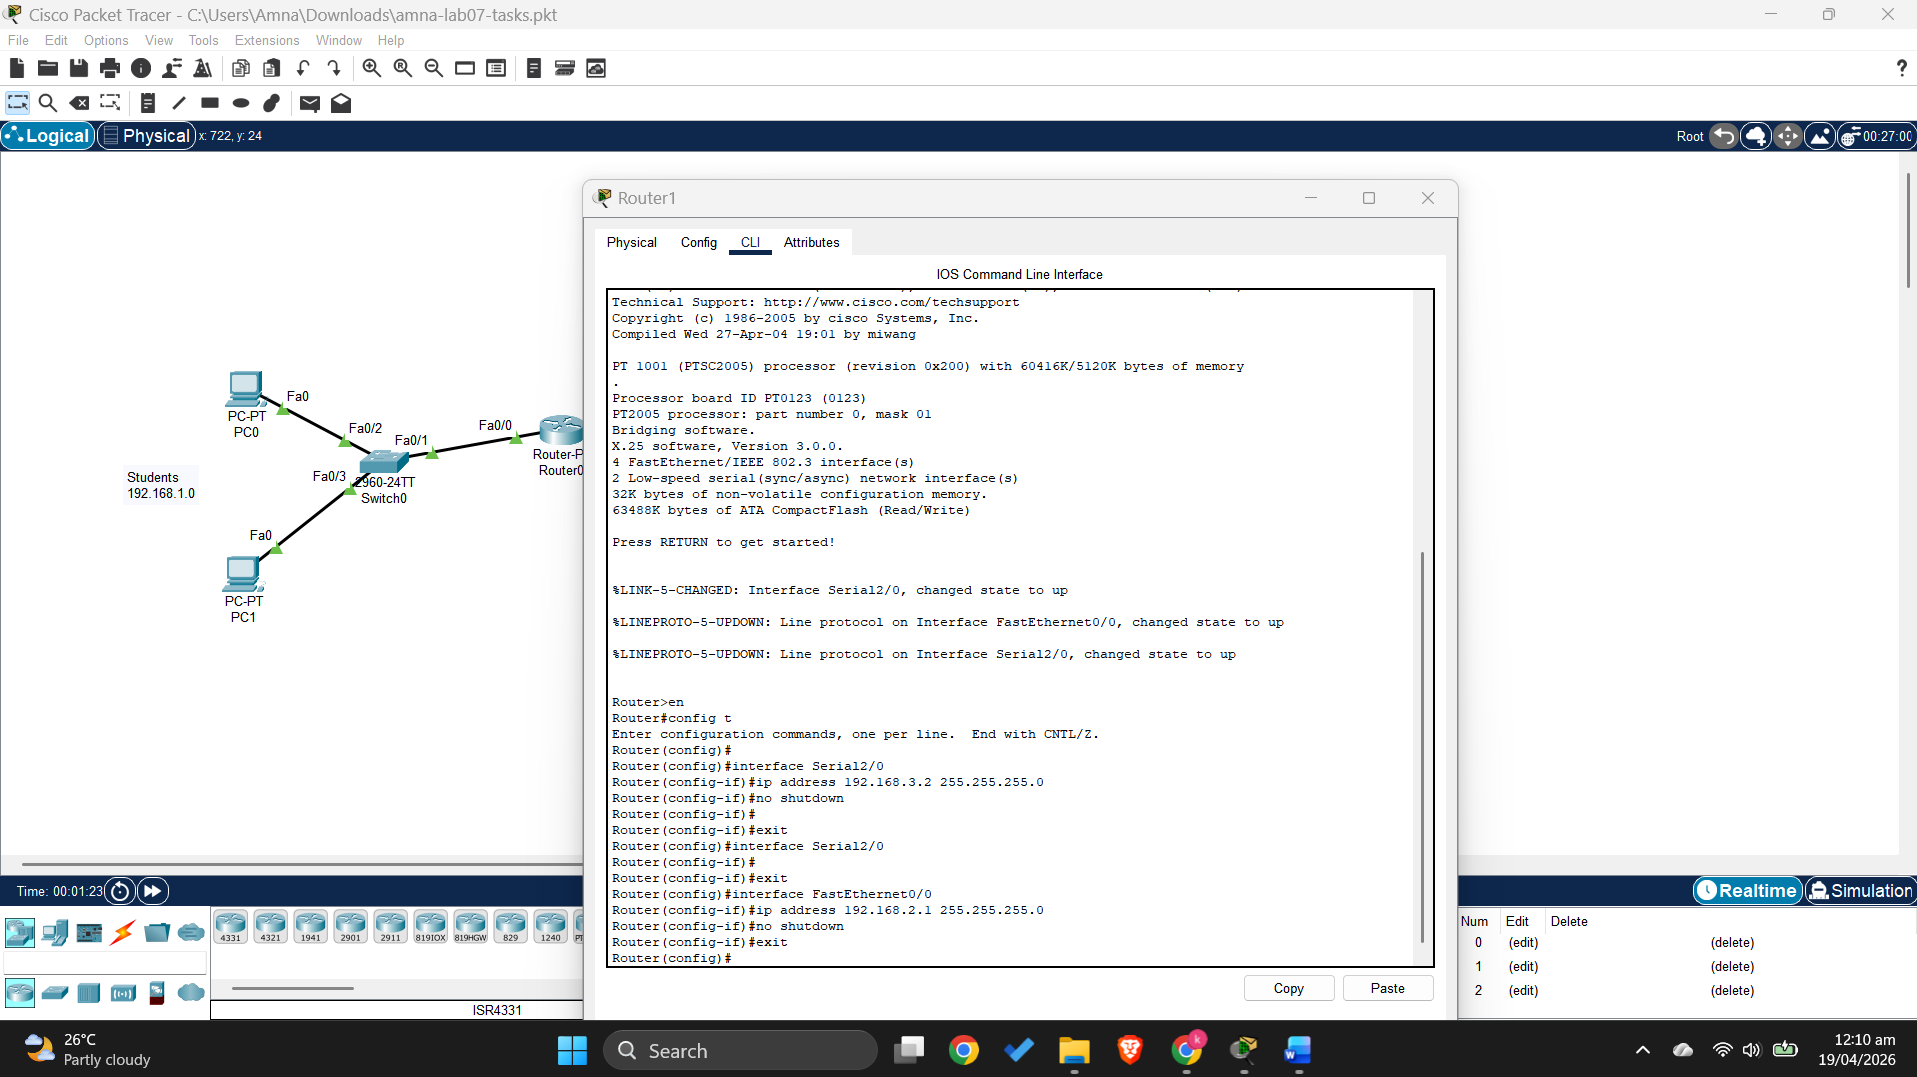 Cisco Packet Tracer - C:\Users\Amna\Downloads\amna-lab07-tasks.pkt
File Edit Options View Tools Extensions Window Help
?
Logical Physical x: 722, y: 24
Root 00:27:00
Fa0
PC-PT
PC0
Fa0/2
Fa0/1
Fa0/0
Router-P
Router0
Students
192.168.1.0
Fa0/3
2960-24TT
Switch0
Fa0
PC-PT
PC1
Router1
Physical Config CLI Attributes
IOS Command Line Interface
Technical Support: http://www.cisco.com/techsupport
Copyright (c) 1986-2005 by cisco Systems, Inc.
Compiled Wed 27-Apr-04 19:01 by miwang
PT 1001 (PTSC2005) processor (revision 0x200) with 60416K/5120K bytes of memory
.
Processor board ID PT0123 (0123)
PT2005 processor: part number 0, mask 01
Bridging software.
X.25 software, Version 3.0.0.
4 FastEthernet/IEEE 802.3 interface(s)
2 Low-speed serial(sync/async) network interface(s)
32K bytes of non-volatile configuration memory.
63488K bytes of ATA CompactFlash (Read/Write)
Press RETURN to get started!
%LINK-5-CHANGED: Interface Serial2/0, changed state to up
%LINEPROTO-5-UPDOWN: Line protocol on Interface FastEthernet0/0, changed state to up
%LINEPROTO-5-UPDOWN: Line protocol on Interface Serial2/0, changed state to up
Router>en
Router#config t
Enter configuration commands, one per line.  End with CNTL/Z.
Router(config)#
Router(config)#interface Serial2/0
Router(config-if)#ip address 192.168.3.2 255.255.255.0
Router(config-if)#no shutdown
Router(config-if)#
Router(config-if)#exit
Router(config)#interface Serial2/0
Router(config-if)#
Router(config-if)#exit
Router(config)#interface FastEthernet0/0
Router(config-if)#ip address 192.168.2.1 255.255.255.0
Router(config-if)#no shutdown
Router(config-if)#exit
Router(config)#
Copy Paste
Time: 00:01:23
Realtime Simulation
4331 4321 1941 2901 2911 819IOX 819HGW 829 1240 PT
ISR4331
Num Edit Delete
0 (edit) (delete)
1 (edit) (delete)
2 (edit) (delete)
26°C
Partly cloudy
Search
k
W
12:10 am
19/04/2026